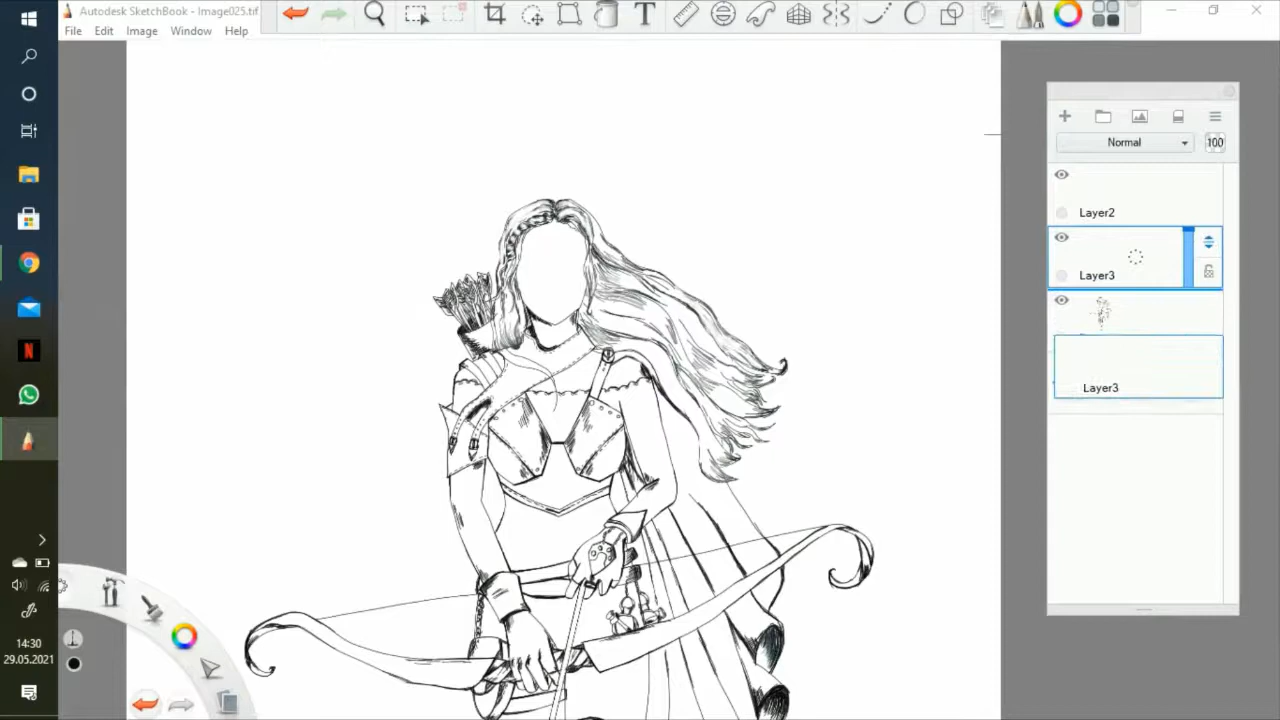 Autodesk SketchBook - Image025.tif
File Edit Image Window Help
Normal
100
Layer2
Layer3
Layer3
14:30
29.05.2021